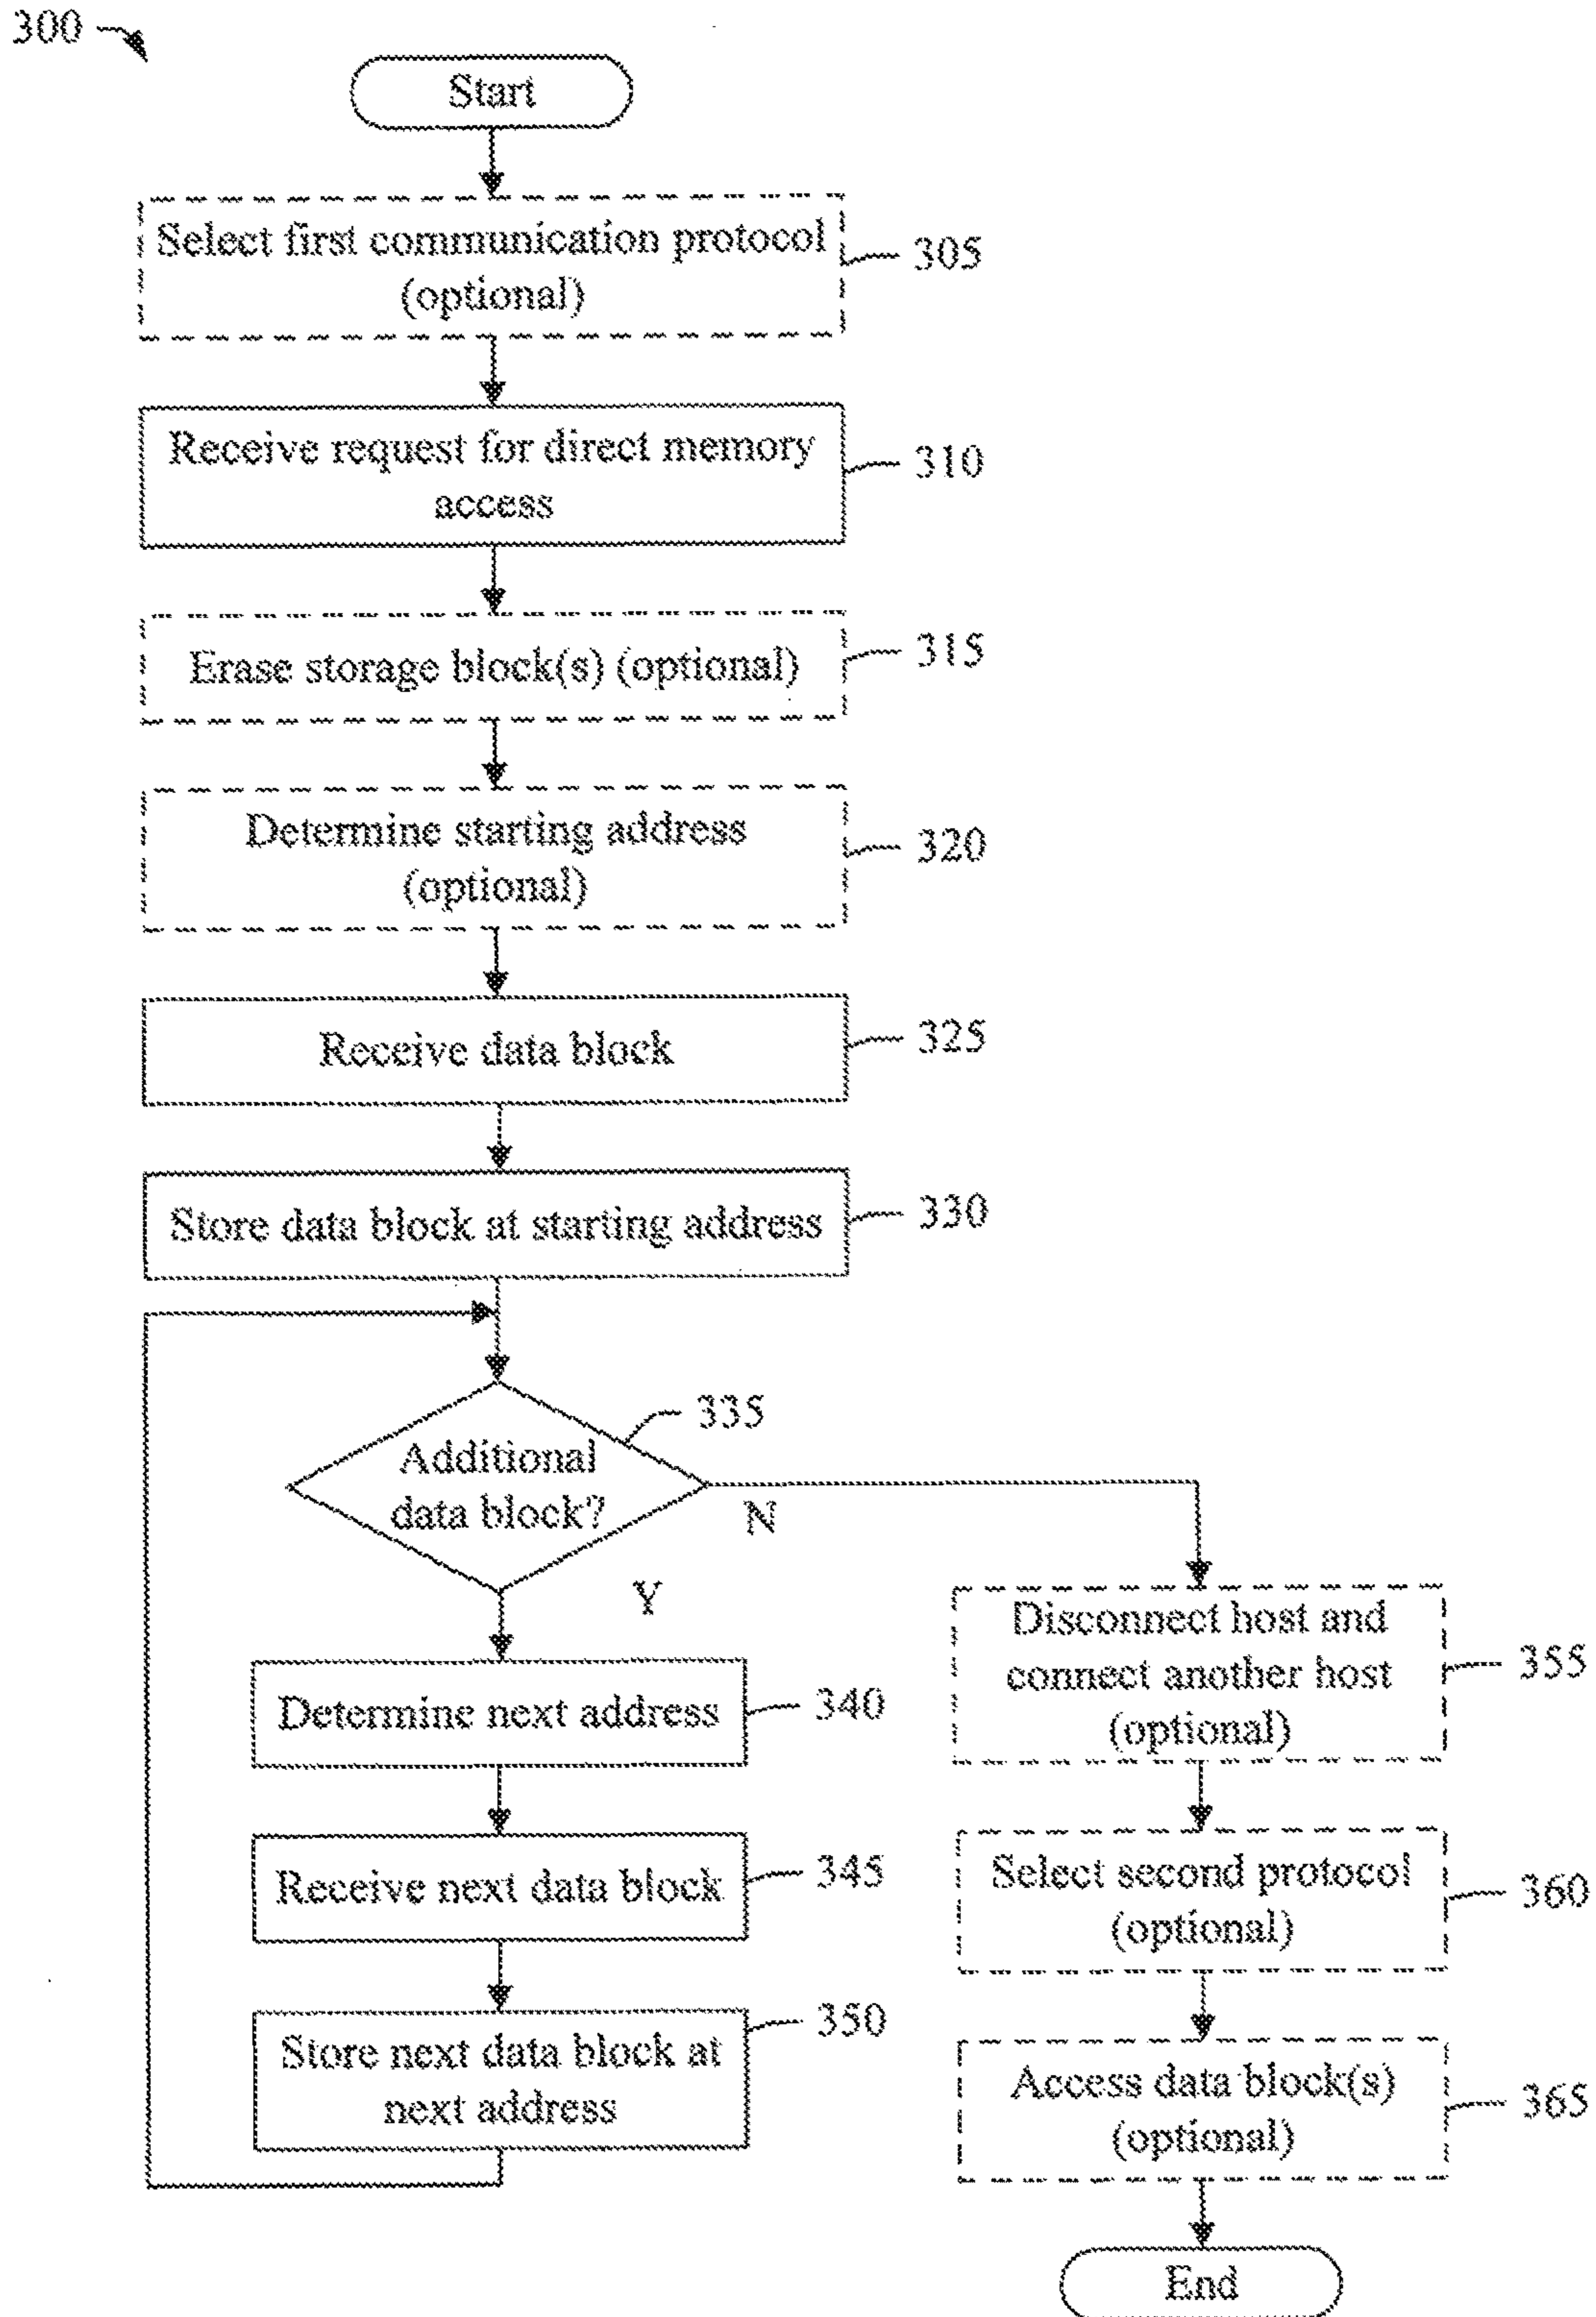 300
Start
Select first communication protocol
(optional)
305
Receive request for direct memory
access
310
Erase storage block(s) (optional)
315
Determine starting address
(optional)
320
Receive data block
325
Store data block at starting address
330
335
Additional
data block?
N
Y
Determine next address
340
Receive next data block
345
Store next data block at
next address
350
Disconnect host and
connect another host
(optional)
355
Select second protocol
(optional)
360
Access data block(s)
(optional)
365
End